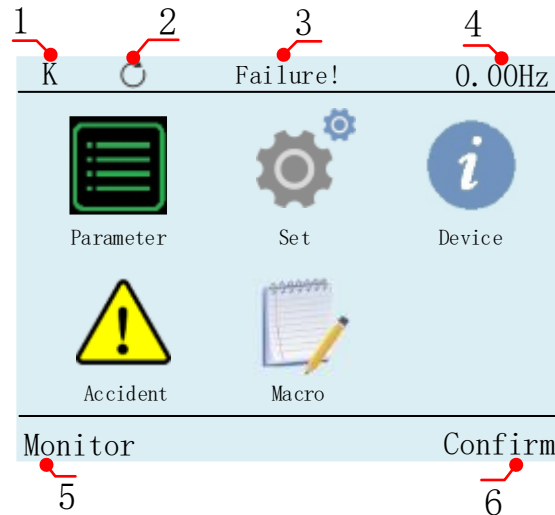 1 2 3 4
K Failure! 0.00Hz
Parameter Set Device
i
Accident Macro
Monitor Confirm
5 6